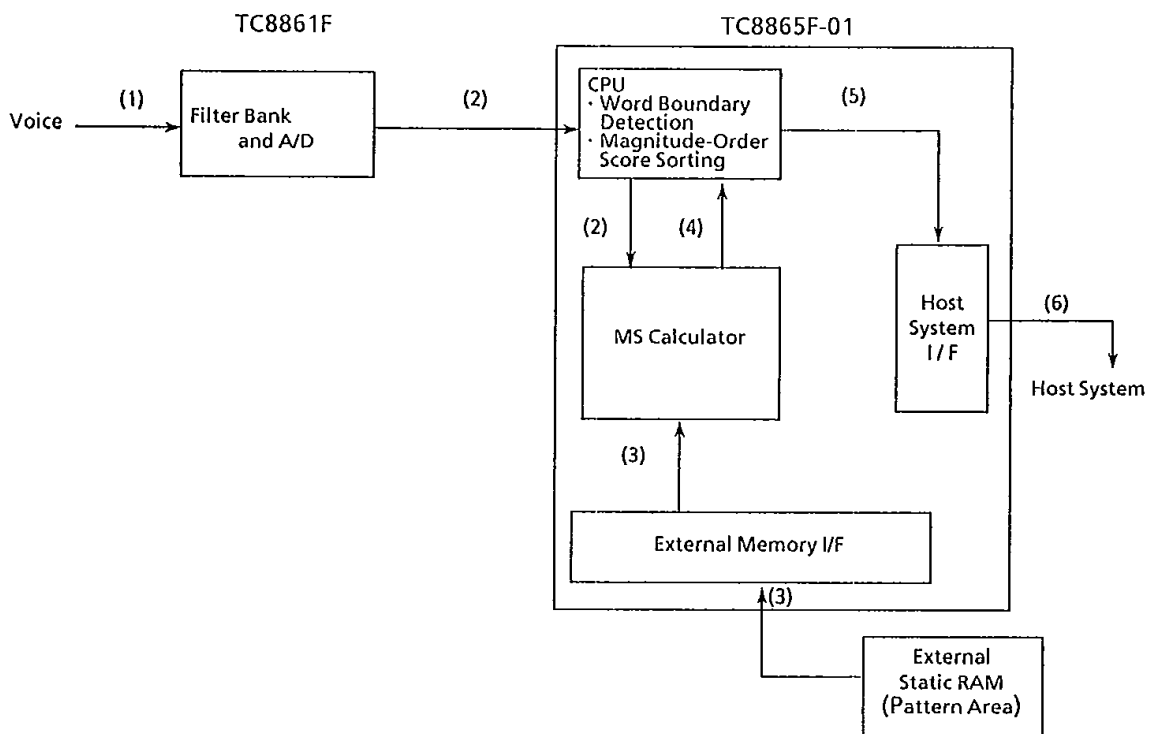 TC8861F
TC8865F-01
Voice
(1)
Filter Bank
and A/D
(2)
CPU
· Word Boundary
Detection
· Magnitude-Order
Score Sorting
(5)
(2)
(4)
MS Calculator
Host
System
I / F
(6)
Host System
(3)
External Memory I/F
(3)
External
Static RAM
(Pattern Area)